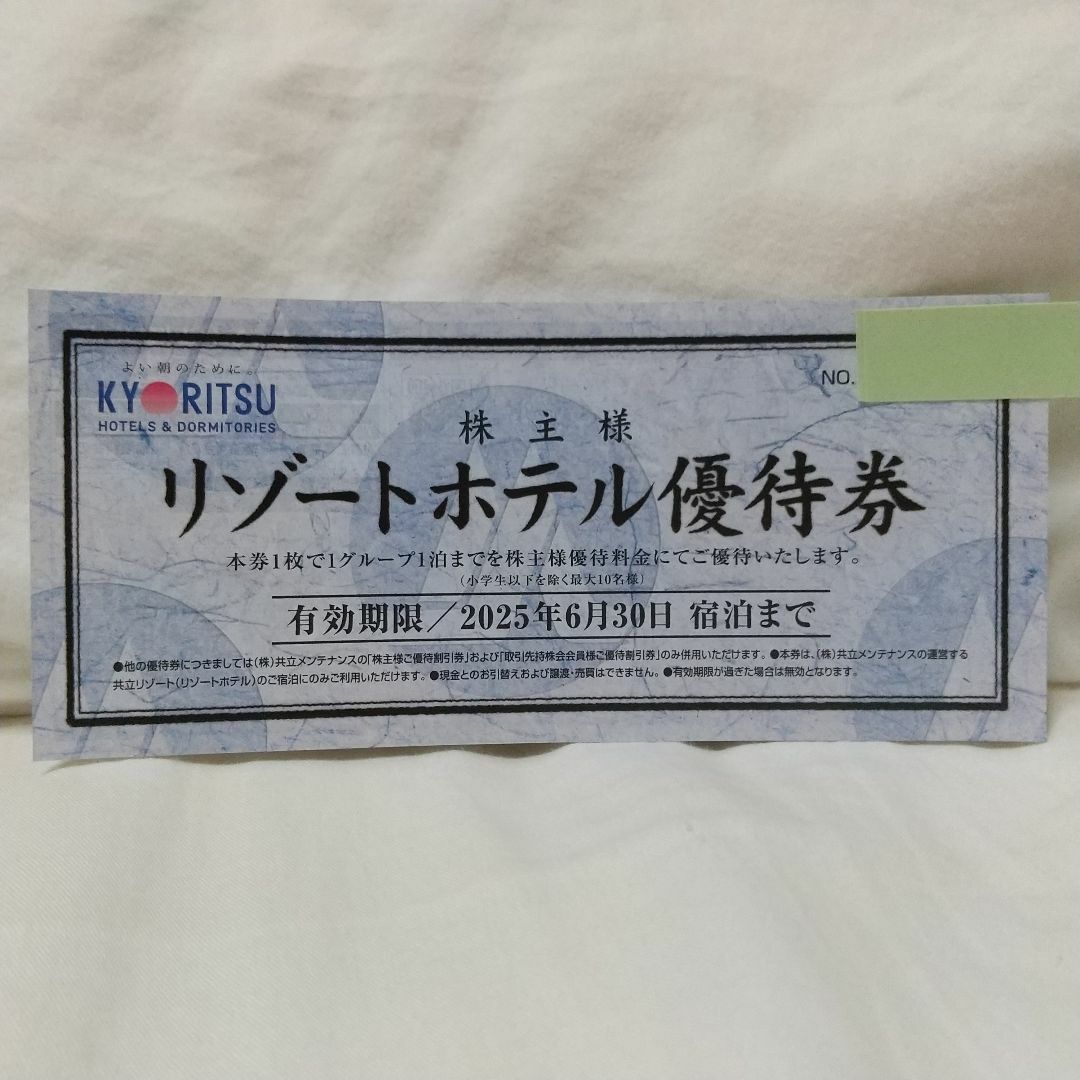 よい朝のために。
KYORITSU
HOTELS & DORMITORIES
NO.
株主様
リゾートホテル優待券
本券1枚で1グループ1泊までを株主様優待料金にてご優待いたします。
(小学生以下を除く最大10名様)
有効期限/2025年6月30日 宿泊まで
●他の優待券につきましては(株)共立メンテナンスの「株主様ご優待割引券」および「取引先持株会会員様ご優待割引券」のみ併用いただけます。●本券は、(株)共立メンテナンスの運営する
共立リゾート(リゾートホテル)のご宿泊にのみご利用いただけます。●現金とのお引替えおよび譲渡・売買はできません。●有効期限が過ぎた場合は無効となります。